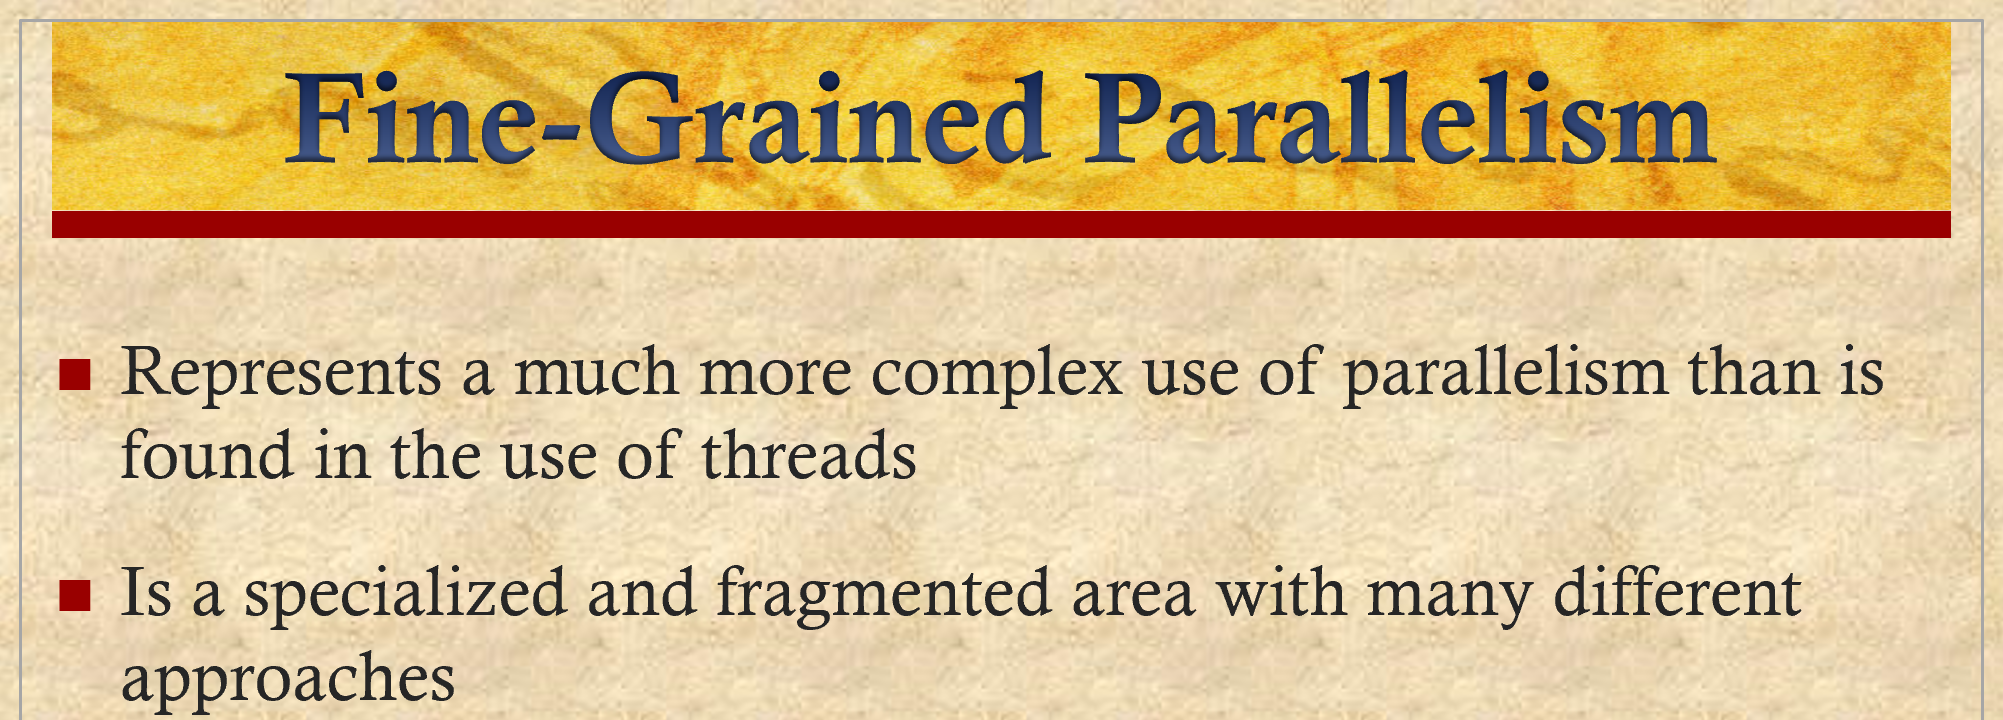 Fine-Grained Parallelism
Represents a much more complex use of parallelism than is
found in the use of threads
Is a specialized and fragmented area with many different
approaches